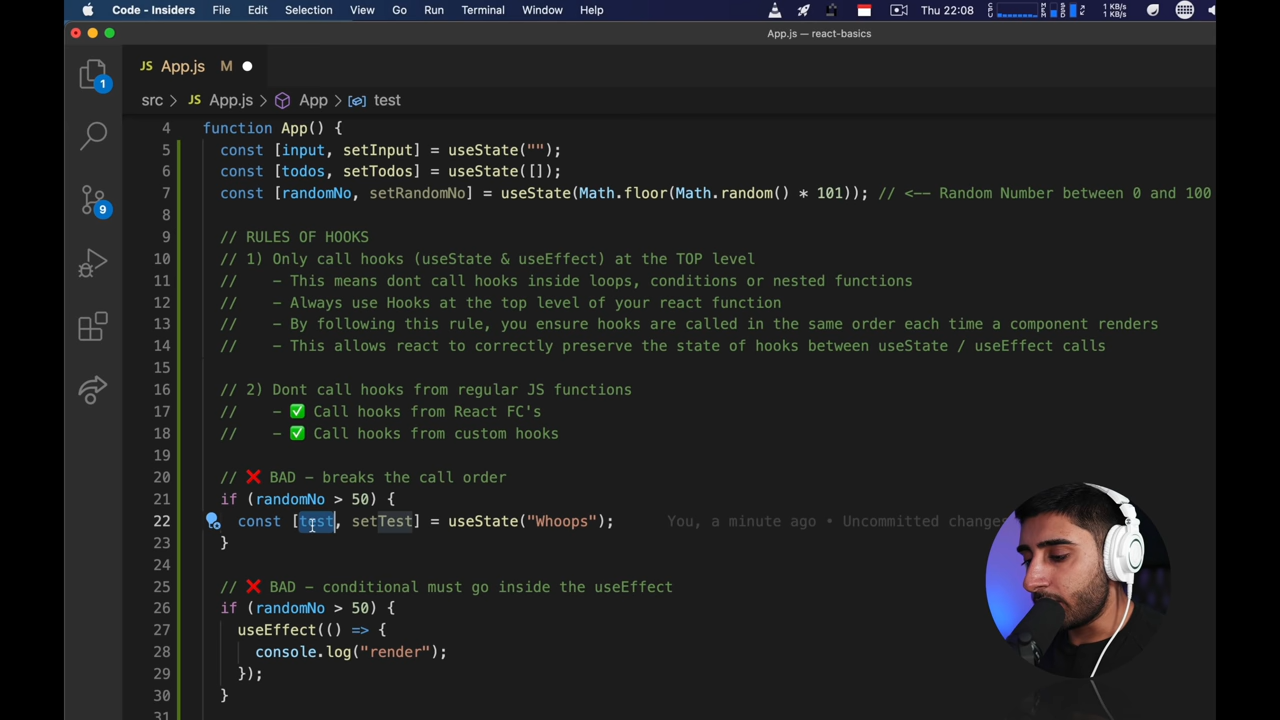 Code - Insiders File Edit Selection View Go Run Terminal Window Help Thu 22:08 1 KB/s 1 KB/s
App.js — react-basics
JS App.js M
src > JS App.js > App > test
1
9
4 function App() {
5 const [input, setInput] = useState("");
6 const [todos, setTodos] = useState([]);
7 const [randomNo, setRandomNo] = useState(Math.floor(Math.random() * 101)); // <-- Random Number between 0 and 100
8
9 // RULES OF HOOKS
10 // 1) Only call hooks (useState & useEffect) at the TOP level
11 // - This means dont call hooks inside loops, conditions or nested functions
12 // - Always use Hooks at the top level of your react function
13 // - By following this rule, you ensure hooks are called in the same order each time a component renders
14 // - This allows react to correctly preserve the state of hooks between useState / useEffect calls
15
16 // 2) Dont call hooks from regular JS functions
17 // - ✅ Call hooks from React FC's
18 // - ✅ Call hooks from custom hooks
19
20 // ❌ BAD - breaks the call order
21 if (randomNo > 50) {
22 const [test, setTest] = useState("Whoops"); You, a minute ago • Uncommitted changes
23 }
24
25 // ❌ BAD - conditional must go inside the useEffect
26 if (randomNo > 50) {
27 useEffect(() => {
28 console.log("render");
29 });
30 }
31